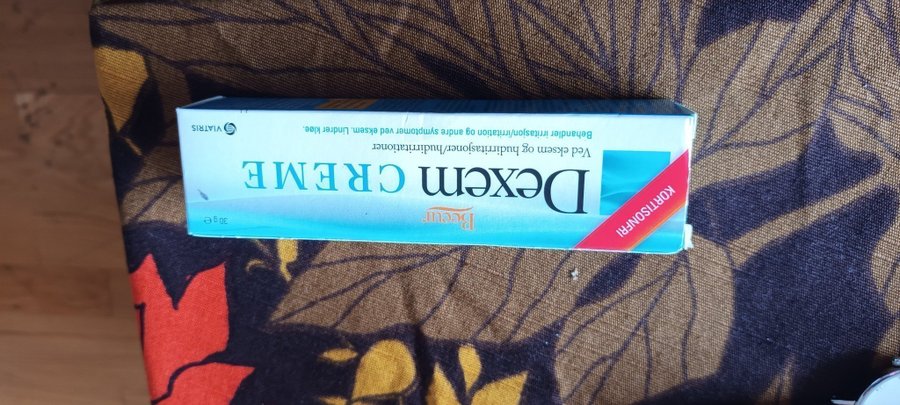 KORTISONFRI
Becur
Dexem CREME
Ved eksem og hudirritasjoner/hudirritationer
Behandler irritasjon/irritation og andre symptomer ved eksem. Lindrer kløe.
30 g e
VIATRIS